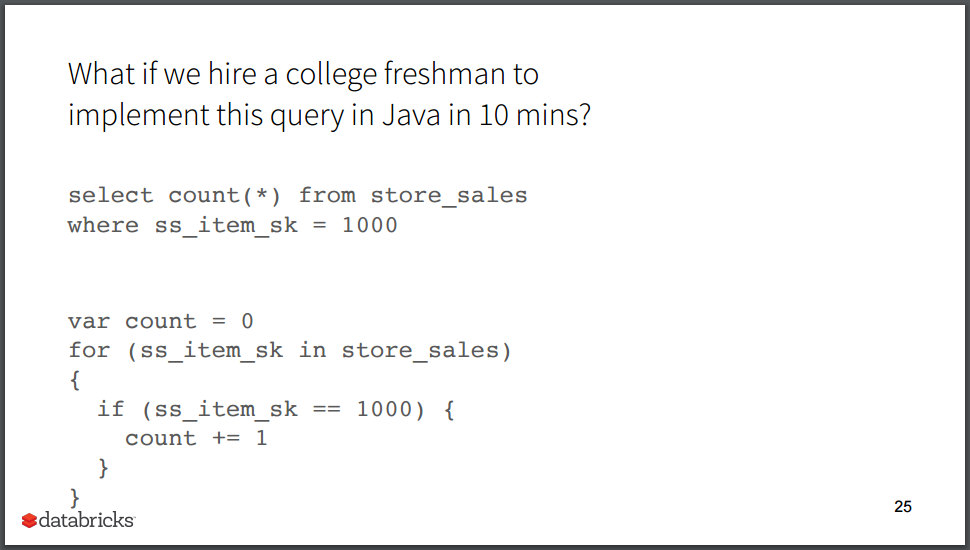 What if we hire a college freshman to
implement this query in Java in 10 mins?
select count(*) from store_sales
where ss_item_sk = 1000
var count = 0
for (ss_item_sk in store_sales)
{
  if (ss_item_sk == 1000) {
    count += 1
  }
}
databricks
25